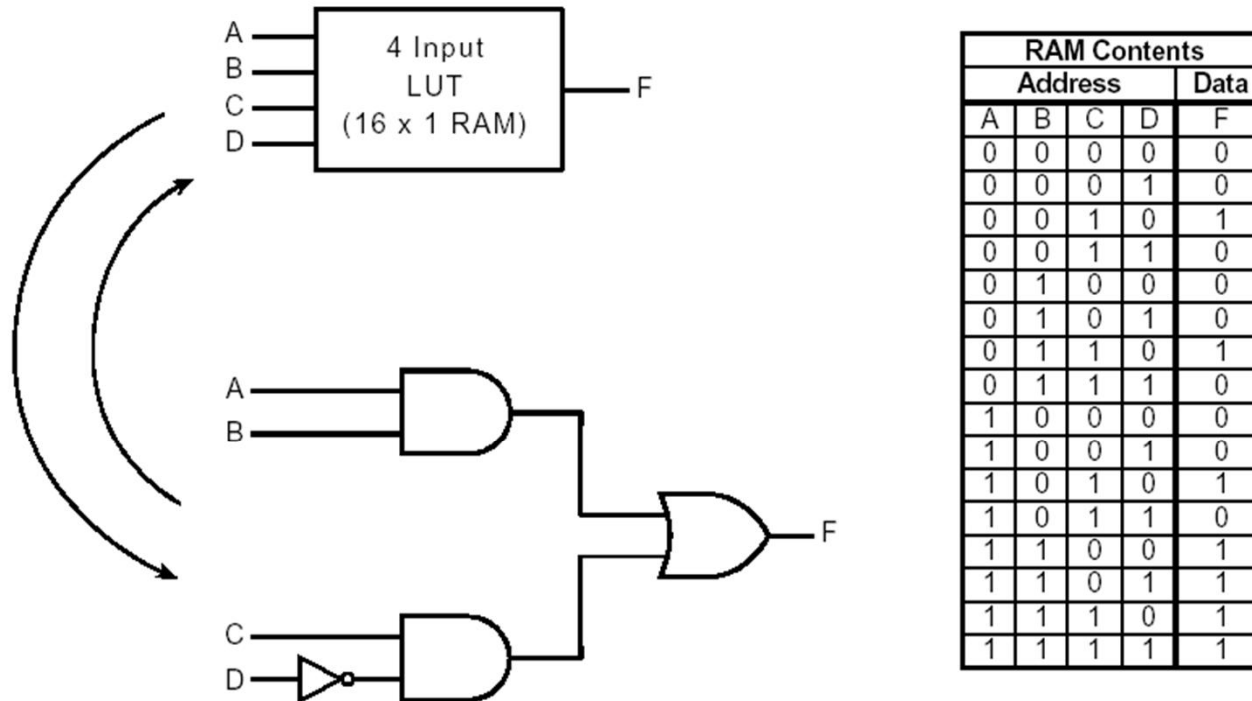 A
B
C
D
4 Input
LUT
(16 x 1 RAM)
F
A
B
C
D
F
RAM Contents
Address Data
A B C D F
0 0 0 0 0
0 0 0 1 0
0 0 1 0 1
0 0 1 1 0
0 1 0 0 0
0 1 0 1 0
0 1 1 0 1
0 1 1 1 0
1 0 0 0 0
1 0 0 1 0
1 0 1 0 1
1 0 1 1 0
1 1 0 0 1
1 1 0 1 1
1 1 1 0 1
1 1 1 1 1